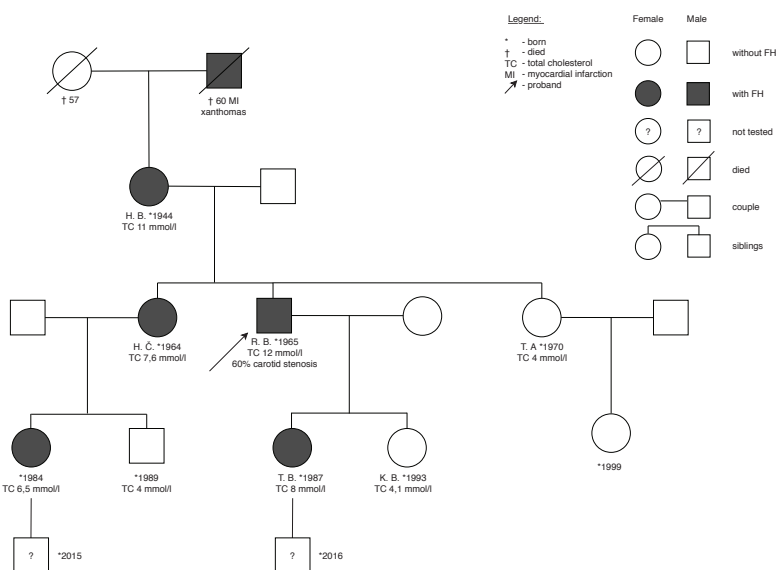 Legend:
* - born
† - died
TC - total cholesterol
MI - myocardial infarction
- proband
Female Male
without FH
with FH
? ? not tested
died
couple
siblings
† 57
† 60 MI
xanthomas
H. B. *1944
TC 11 mmol/l
H. Č. *1964
TC 7,6 mmol/l
R. B. *1965
TC 12 mmol/l
60% carotid stenosis
T. A *1970
TC 4 mmol/l
*1984
TC 6,5 mmol/l
*1989
TC 4 mmol/l
T. B. *1987
TC 8 mmol/l
K. B. *1993
TC 4,1 mmol/l
*1999
? *2015
? *2016